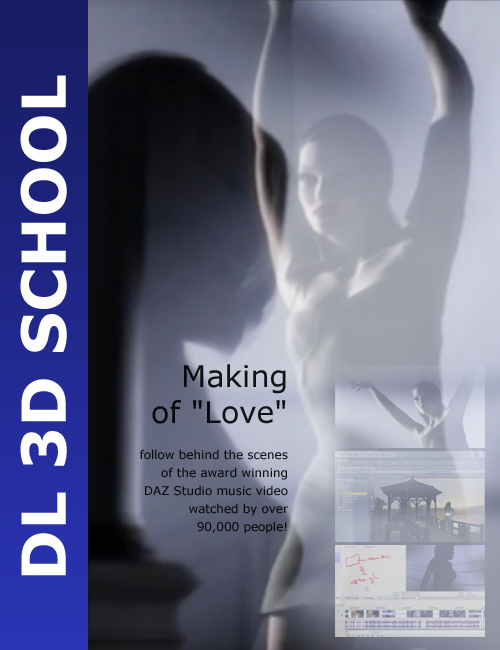 DL 3D SCHOOL
Making
of "Love"
follow behind the scenes
of the award winning
DAZ Studio music video
watched by over
90,000 people!